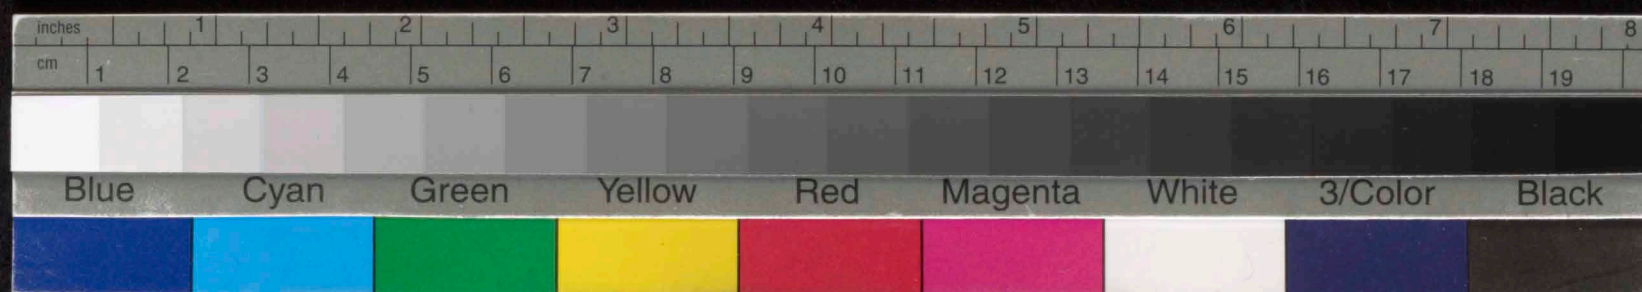 inches 1 2 3 4 5 6 7 8
cm 1 2 3 4 5 6 7 8 9 10 11 12 13 14 15 16 17 18 19
Blue Cyan Green Yellow Red Magenta White 3/Color Black